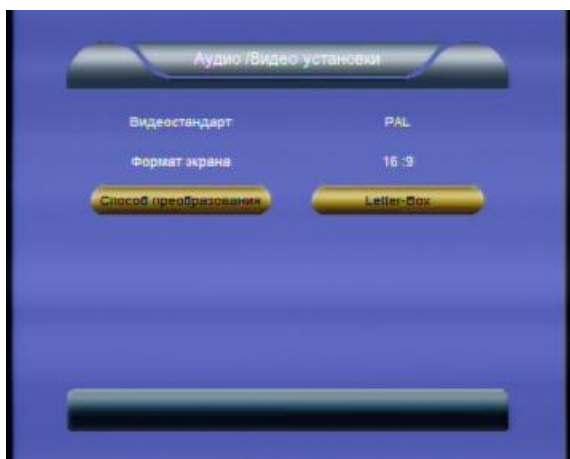 Аудио /Видео установки
Видеостандарт PAL
Формат экрана 16 :9
Способ преобразования Letter-Box